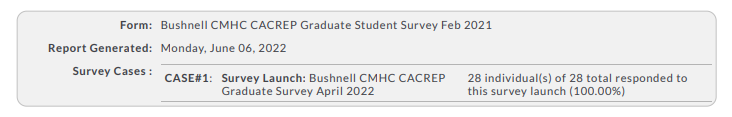 Form: Bushnell CMHC CACREP Graduate Student Survey Feb 2021
Report Generated: Monday, June 06, 2022
Survey Cases :
CASE#1: Survey Launch: Bushnell CMHC CACREP
Graduate Survey April 2022
28 individual(s) of 28 total responded to
this survey launch (100.00%)